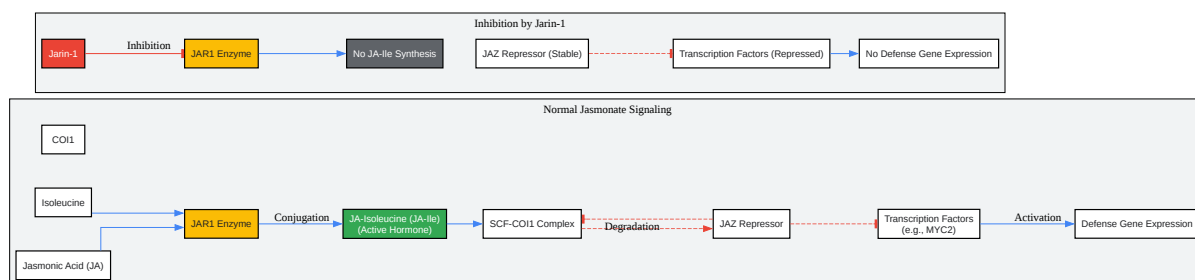 Inhibition by Jarin-1
Jarin-1
Inhibition
JAR1 Enzyme
No JA-Ile Synthesis
JAZ Repressor (Stable)
Transcription Factors (Repressed)
No Defense Gene Expression
Normal Jasmonate Signaling
COI1
Isoleucine
Jasmonic Acid (JA)
JAR1 Enzyme
Conjugation
JA-Isoleucine (JA-Ile)
(Active Hormone)
SCF-COI1 Complex
Degradation
JAZ Repressor
Transcription Factors
(e.g., MYC2)
Activation
Defense Gene Expression